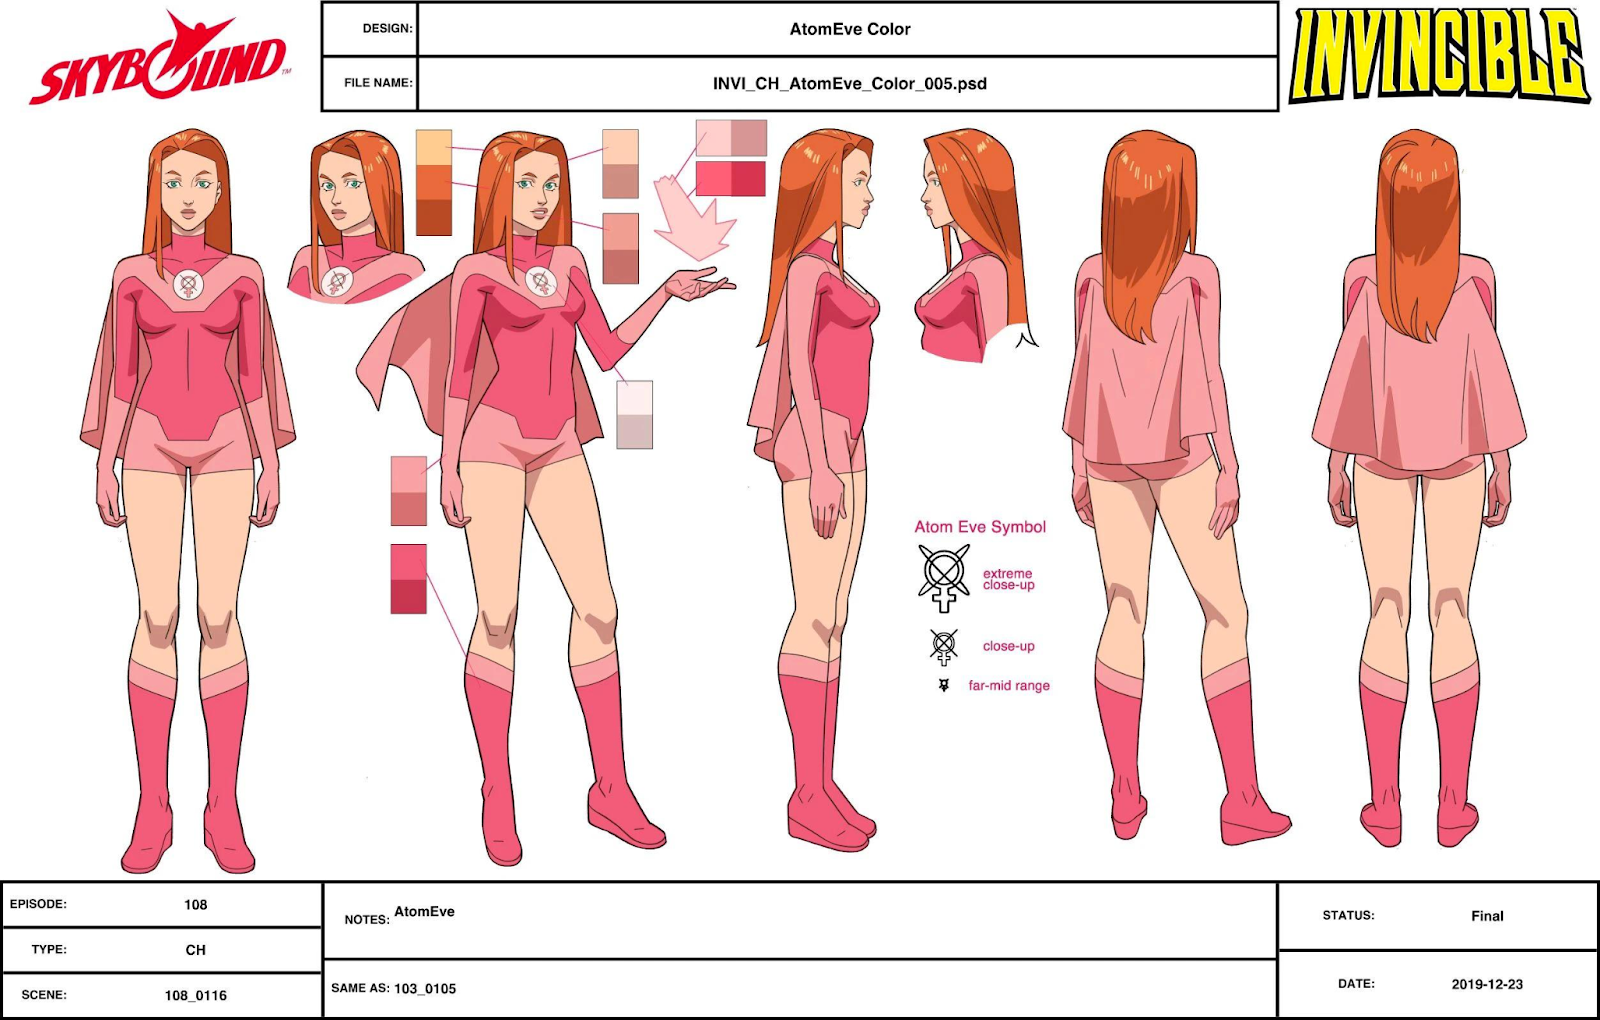 SKYBOUND™
DESIGN: AtomEve Color
FILE NAME: INVI_CH_AtomEve_Color_005.psd
INVINCIBLE
Atom Eve Symbol
extreme
close-up
close-up
far-mid range
EPISODE: 108
TYPE: CH
SCENE: 108_0116
NOTES: AtomEve
SAME AS: 103_0105
STATUS: Final
DATE: 2019-12-23